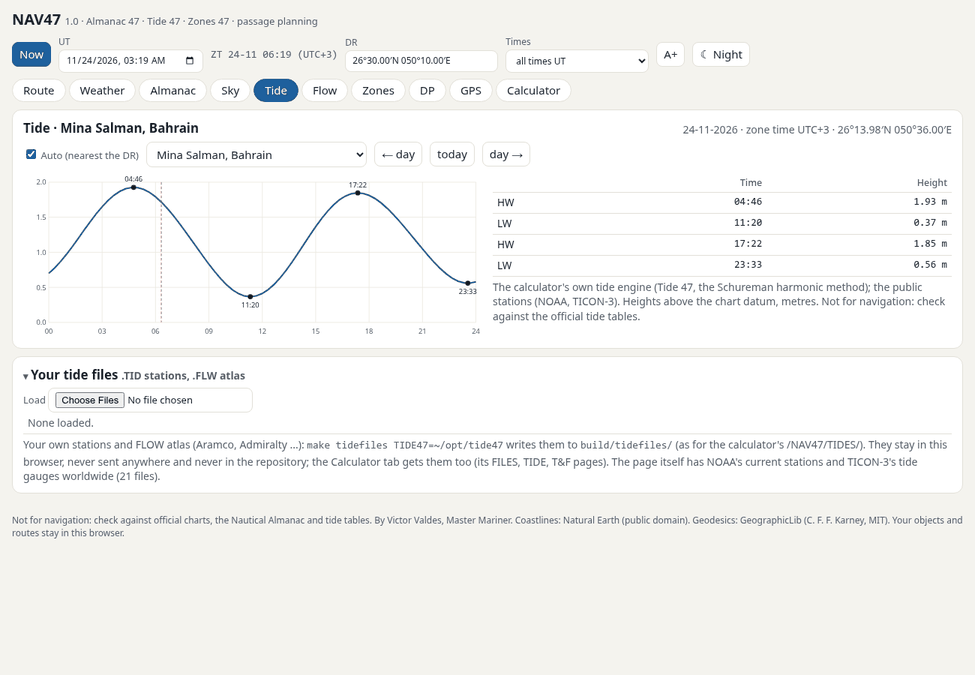 NAV47 1.0 · Almanac 47 · Tide 47 · Zones 47 · passage planning
Now
UT
11/24/2026, 03:19 AM
ZT 24-11 06:19 (UTC+3)
DR
26°30.00′N 050°10.00′E
Times
all times UT
A+
☾ Night
Route
Weather
Almanac
Sky
Tide
Flow
Zones
DP
GPS
Calculator
Tide · Mina Salman, Bahrain
24-11-2026 · zone time UTC+3 · 26°13.98′N 050°36.00′E
Auto (nearest the DR)
Mina Salman, Bahrain
← day
today
day →
2.0
1.5
1.0
0.5
0.0
00
03
06
09
12
15
18
21
24
04:46
11:20
17:22
23:33
Time Height
HW 04:46 1.93 m
LW 11:20 0.37 m
HW 17:22 1.85 m
LW 23:33 0.56 m
The calculator's own tide engine (Tide 47, the Schureman harmonic method); the public
stations (NOAA, TICON-3). Heights above the chart datum, metres. Not for navigation: check
against the official tide tables.
▾ Your tide files .TID stations, .FLW atlas
Load Choose Files No file chosen
None loaded.
Your own stations and FLOW atlas (Aramco, Admiralty ...): make tidefiles TIDE47=~/opt/tide47 writes them to build/tidefiles/ (as for the calculator's /NAV47/TIDES/). They stay in this
browser, never sent anywhere and never in the repository; the Calculator tab gets them too (its FILES, TIDE, T&F pages). The page itself has NOAA's current stations and TICON-3's tide
gauges worldwide (21 files).
Not for navigation: check against official charts, the Nautical Almanac and tide tables. By Victor Valdes, Master Mariner. Coastlines: Natural Earth (public domain). Geodesics: GeographicLib (C. F. F. Karney, MIT). Your objects and
routes stay in this browser.